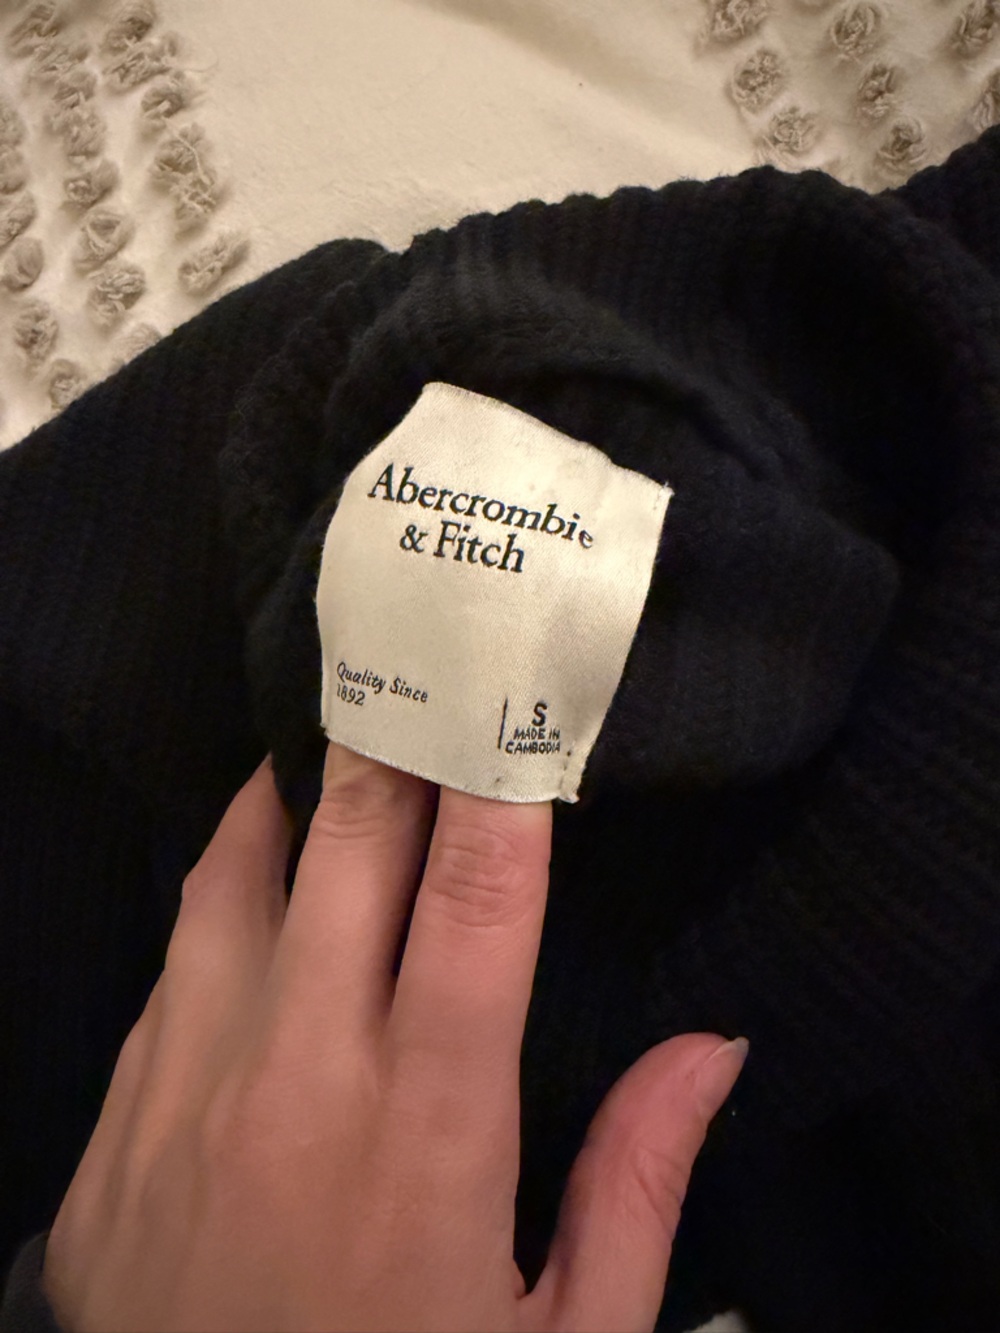 Abercrombie
& Fitch
Quality Since
1892
S
MADE IN
CAMBODIA